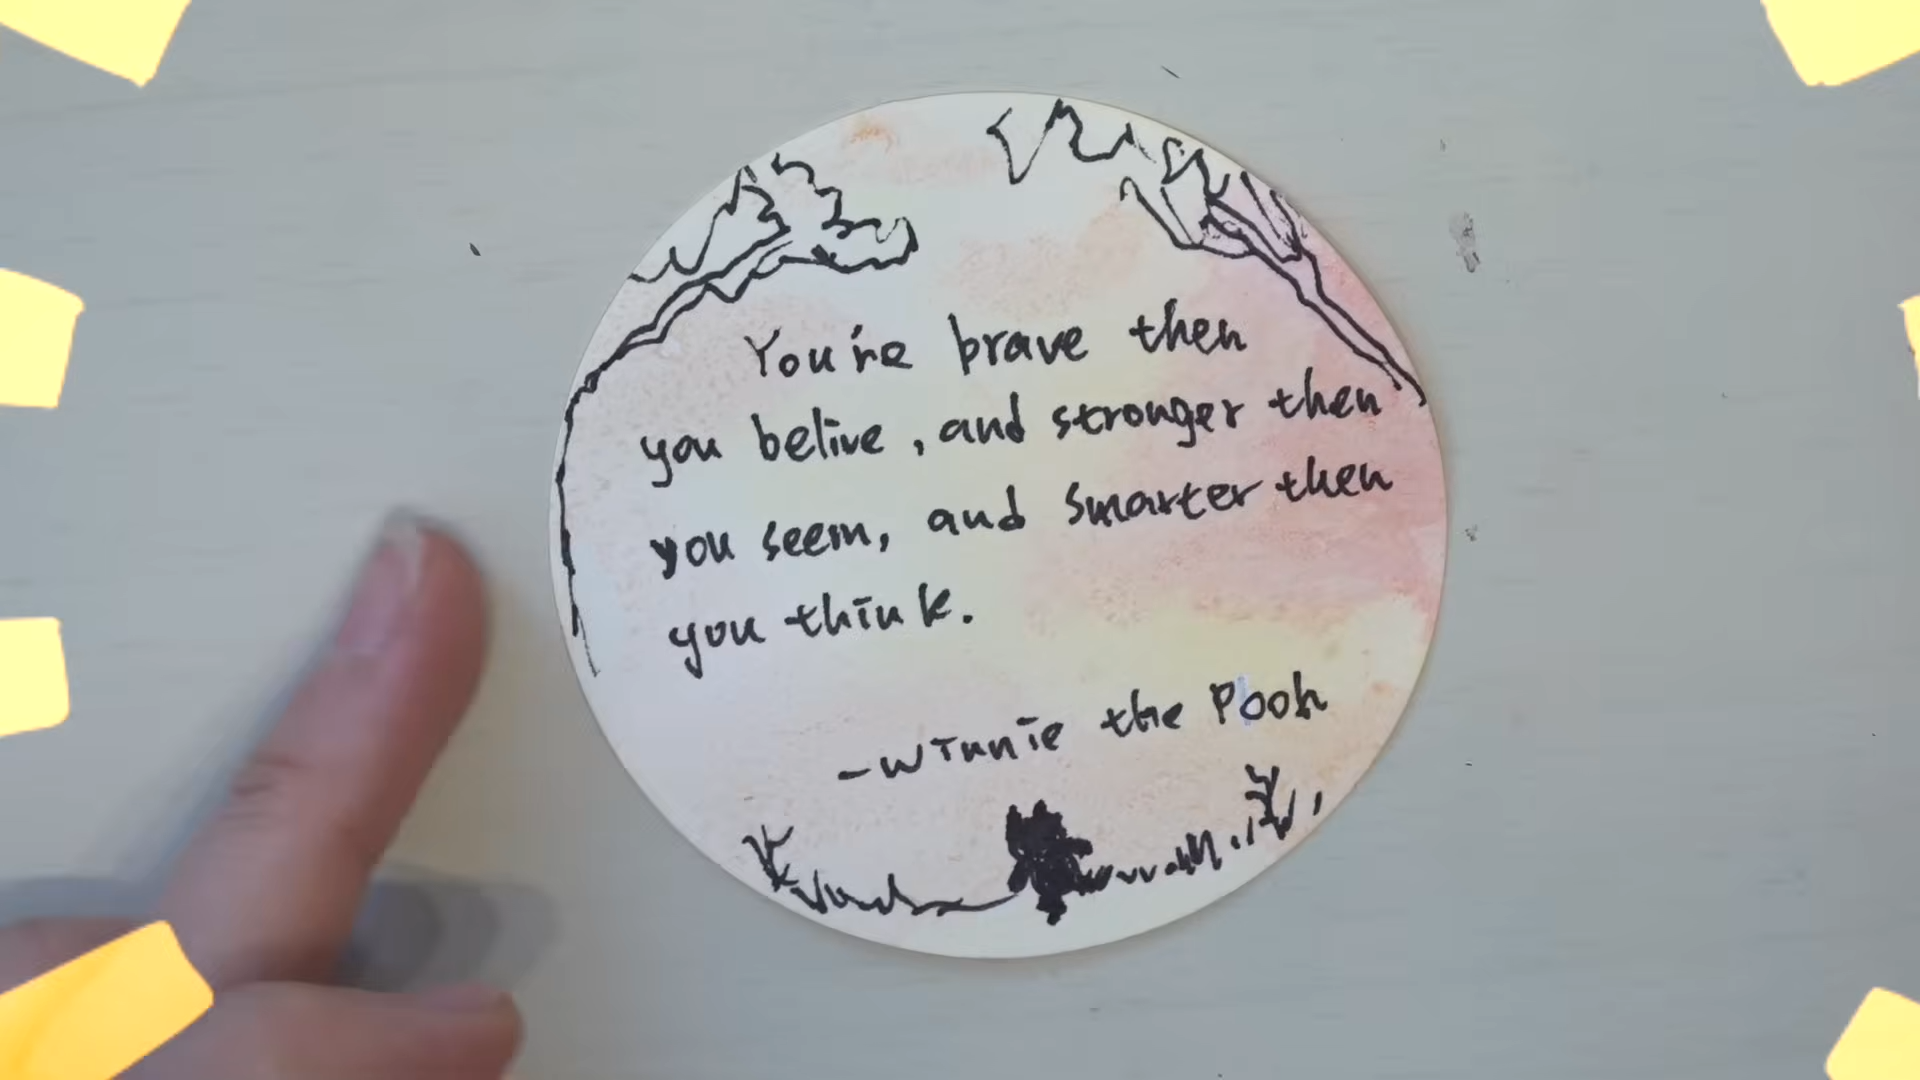 You're brave then
you belive, and stronger then
you seem, and smarter then
you think.
-Winnie the Pooh